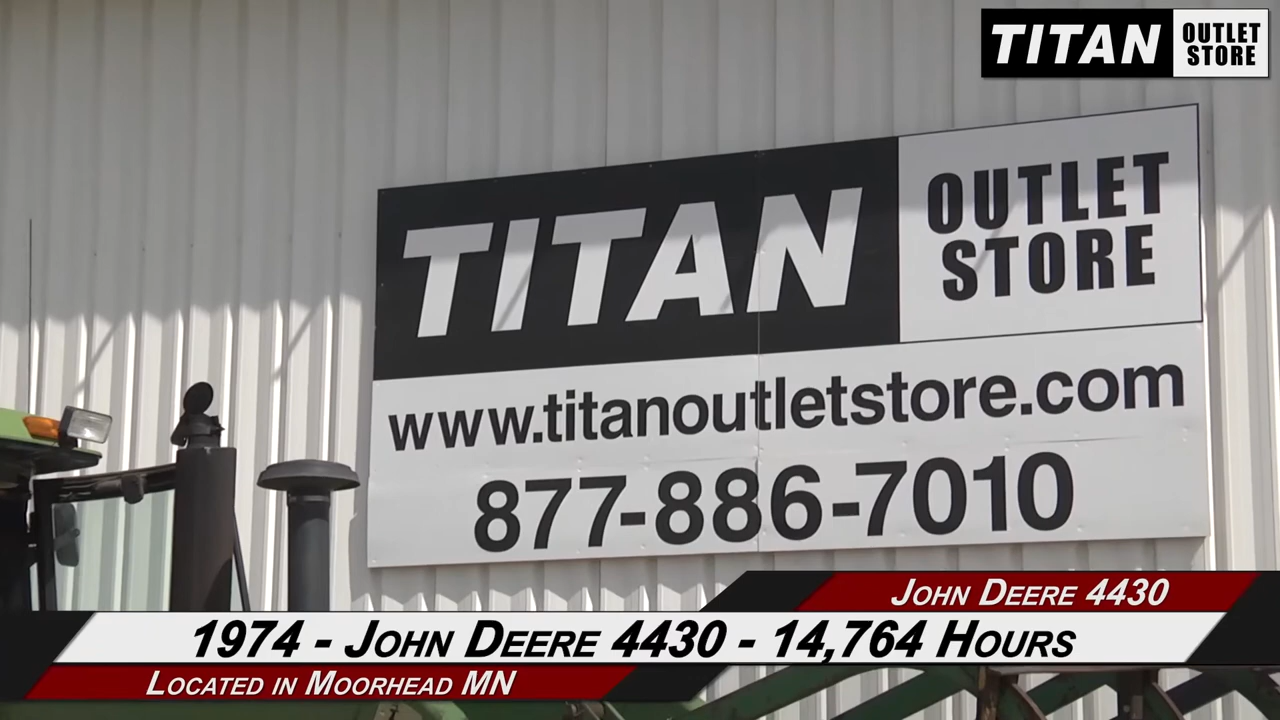 TITAN OUTLET STORE
TITAN OUTLET STORE
www.titanoutletstore.com
877-886-7010
John Deere 4430
1974 - John Deere 4430 - 14,764 Hours
Located in Moorhead MN